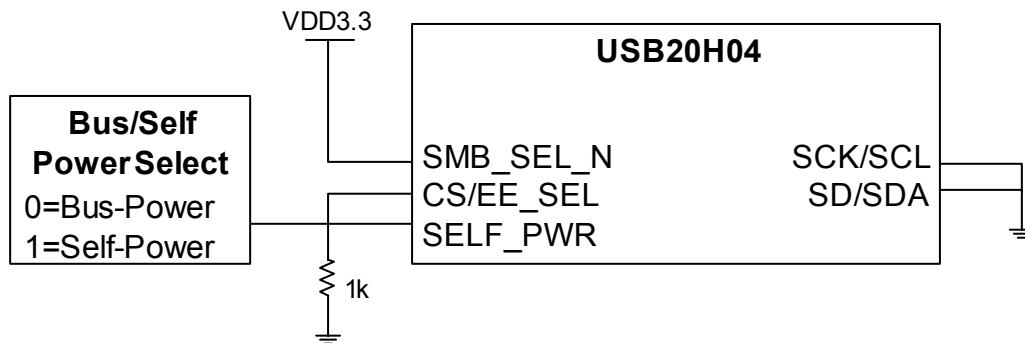 VDD3.3
USB20H04
Bus/Self
Power Select
0=Bus-Power
1=Self-Power
SMB_SEL_N
CS/EE_SEL
SELF_PWR
SCK/SCL
SD/SDA
1k